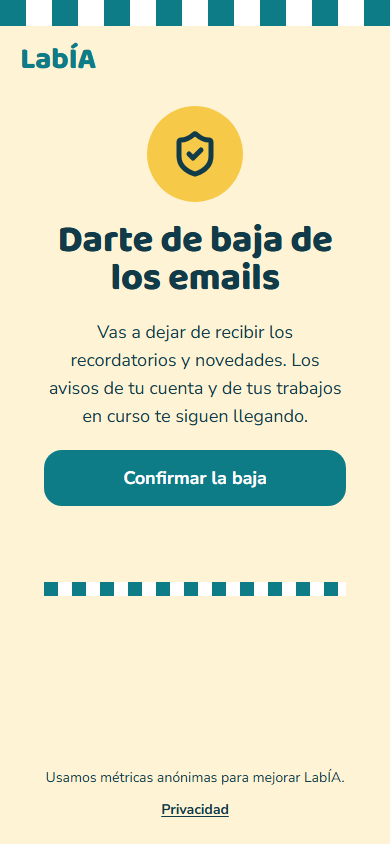 LabÍA
Darte de baja de
los emails
Vas a dejar de recibir los
recordatorios y novedades. Los
avisos de tu cuenta y de tus trabajos
en curso te siguen llegando.
Confirmar la baja
Usamos métricas anónimas para mejorar LabÍA.
Privacidad